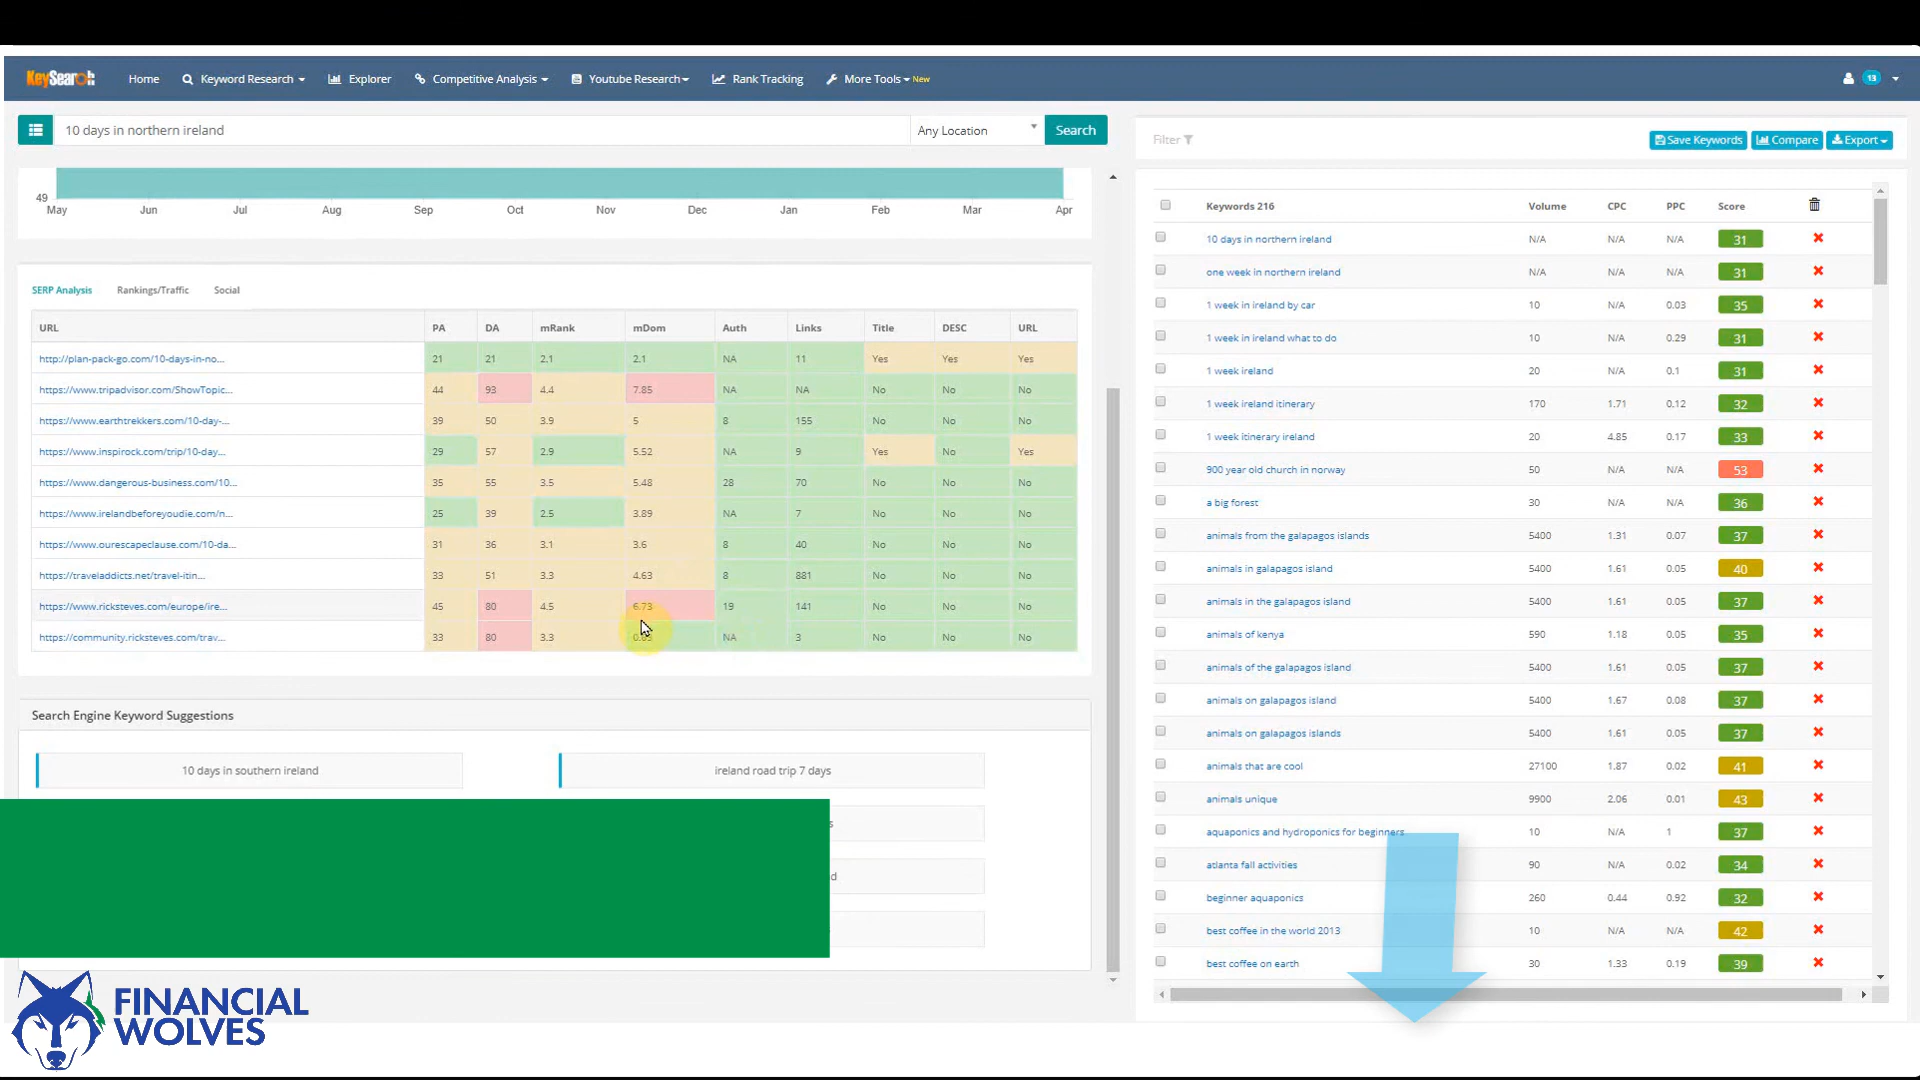 KeySearch Home Keyword Research Explorer Competitive Analysis Youtube Research Rank Tracking More Tools New 13
10 days in northern ireland Any Location Search
Filter Save Keywords Compare Export
49
May Jun Jul Aug Sep Oct Nov Dec Jan Feb Mar Apr
SERP Analysis Rankings/Traffic Social
URL PA DA mRank mDom Auth Links Title DESC URL
http://plan-pack-go.com/10-days-in-no... 21 21 2.1 2.1 NA 11 Yes Yes Yes
https://www.tripadvisor.com/ShowTopic... 44 93 4.4 7.85 NA NA No No No
https://www.earthtrekkers.com/10-day-... 39 50 3.9 5 8 155 No No No
https://www.inspirock.com/trip/10-day... 29 57 2.9 5.52 NA 9 Yes No Yes
https://www.dangerous-business.com/10... 35 55 3.5 5.48 28 70 No No No
https://www.irelandbeforeyoudie.com/n... 25 39 2.5 3.89 NA 7 No No No
https://www.ourescapeclause.com/10-da... 31 36 3.1 3.6 8 40 No No No
https://traveladdicts.net/travel-itin... 33 51 3.3 4.63 8 881 No No No
https://www.ricksteves.com/europe/ire... 45 80 4.5 6.73 19 141 No No No
https://community.ricksteves.com/trav... 33 80 3.3 NA 3 No No No
Search Engine Keyword Suggestions
10 days in southern ireland ireland road trip 7 days
s
d
FINANCIAL
WOLVES
Keywords 216 Volume CPC PPC Score
10 days in northern ireland N/A N/A N/A 31
one week in northern ireland N/A N/A N/A 31
1 week in ireland by car 10 N/A 0.03 35
1 week in ireland what to do 10 N/A 0.29 31
1 week ireland 20 N/A 0.1 31
1 week ireland itinerary 170 1.71 0.12 32
1 week itinerary ireland 20 4.85 0.17 33
900 year old church in norway 50 N/A N/A 53
a big forest 30 N/A N/A 36
animals from the galapagos islands 5400 1.31 0.07 37
animals in galapagos island 5400 1.61 0.05 40
animals in the galapagos island 5400 1.61 0.05 37
animals of kenya 590 1.18 0.05 35
animals of the galapagos island 5400 1.61 0.05 37
animals on galapagos island 5400 1.67 0.08 37
animals on galapagos islands 5400 1.61 0.05 37
animals that are cool 27100 1.87 0.02 41
animals unique 9900 2.06 0.01 43
aquaponics and hydroponics for beginners 10 N/A 1 37
atlanta fall activities 90 N/A 0.02 34
beginner aquaponics 260 0.44 0.92 32
best coffee in the world 2013 10 N/A N/A 42
best coffee on earth 30 1.33 0.19 39